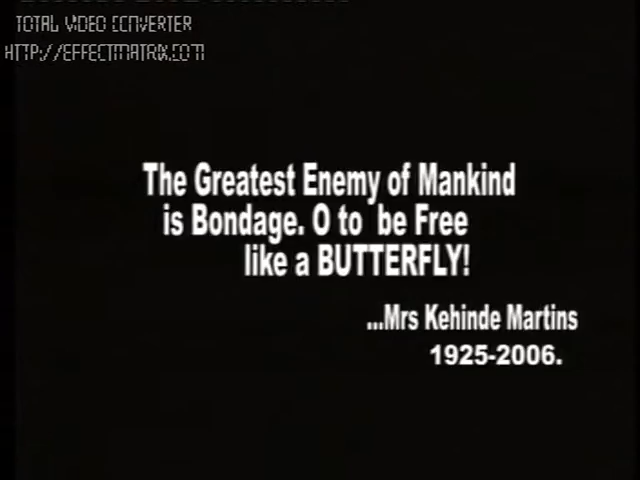 TOTAL VIDEO CONVERTER
HTTP://EFFECTMATRIX.COM
The Greatest Enemy of Mankind
is Bondage. O to be Free
like a BUTTERFLY!
...Mrs Kehinde Martins
1925-2006.